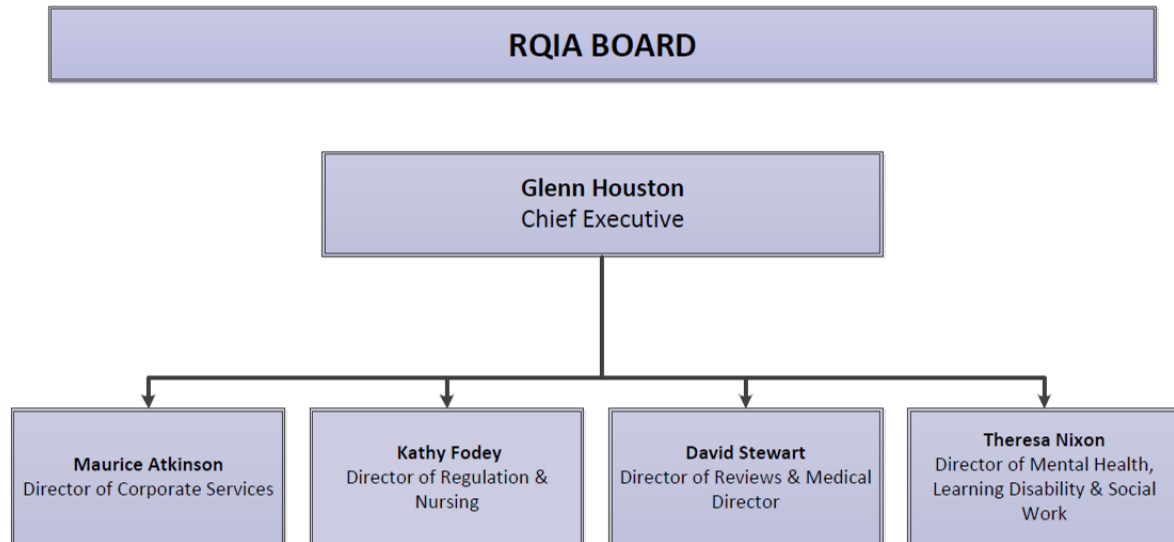 RQIA BOARD
Glenn Houston
Chief Executive
Maurice Atkinson
Director of Corporate Services
Kathy Fodey
Director of Regulation &
Nursing
David Stewart
Director of Reviews & Medical
Director
Theresa Nixon
Director of Mental Health,
Learning Disability & Social
Work